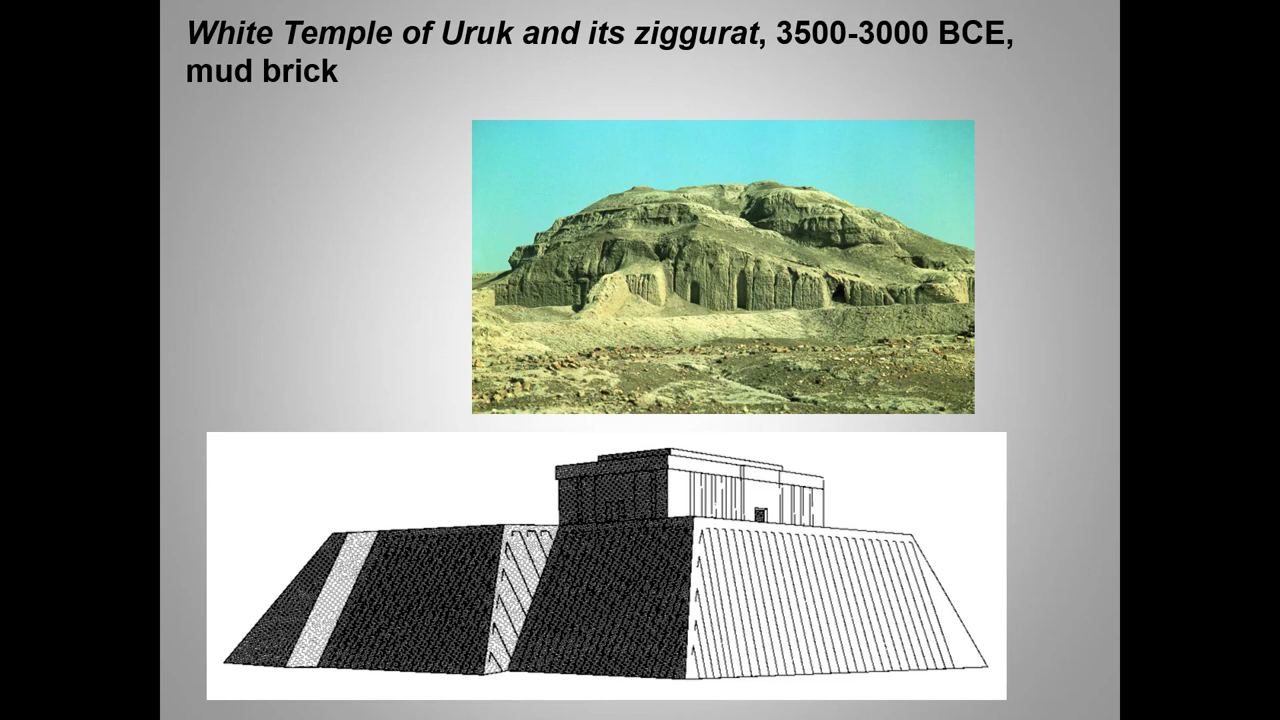 White Temple of Uruk and its ziggurat, 3500-3000 BCE,
mud brick